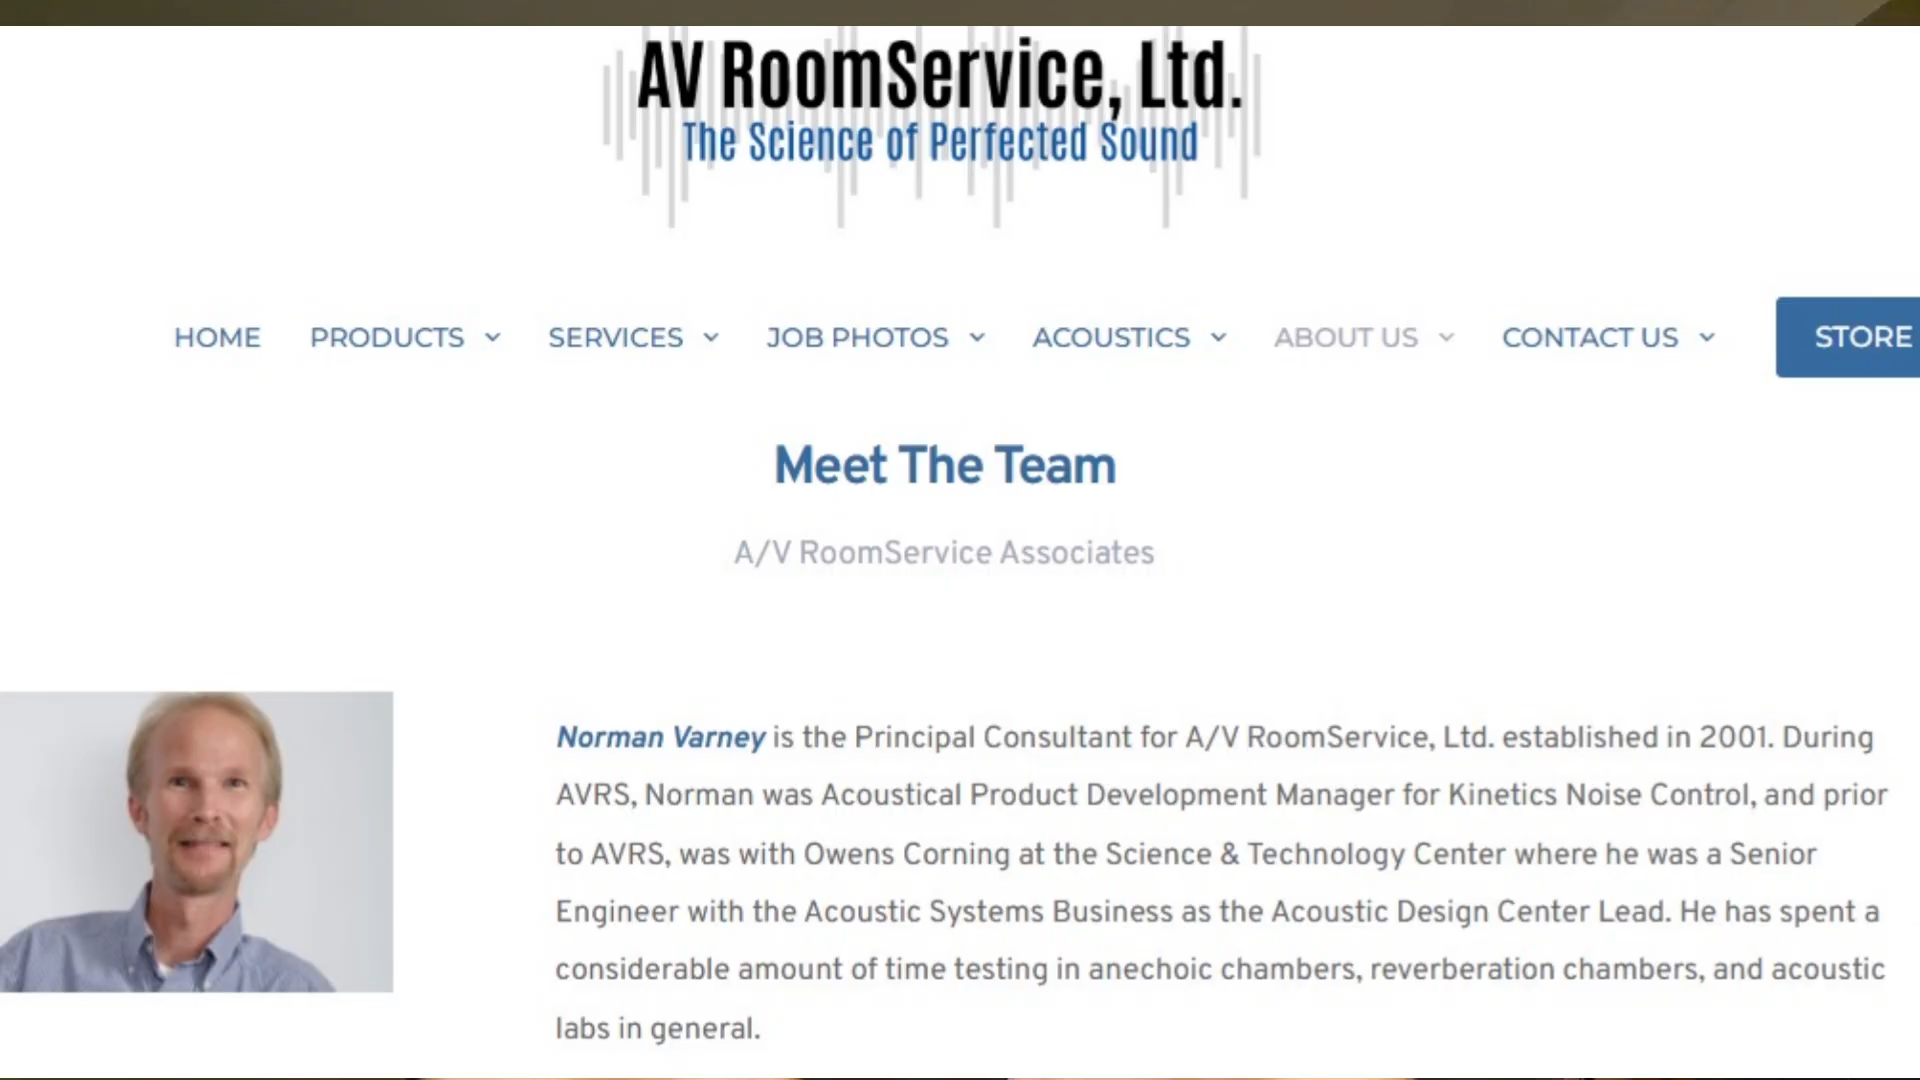 AV RoomService, Ltd.
The Science of Perfected Sound
HOME PRODUCTS SERVICES JOB PHOTOS ACOUSTICS ABOUT US CONTACT US STORE
Meet The Team
A/V RoomService Associates
Norman Varney is the Principal Consultant for A/V RoomService, Ltd. established in 2001. During
AVRS, Norman was Acoustical Product Development Manager for Kinetics Noise Control, and prior
to AVRS, was with Owens Corning at the Science & Technology Center where he was a Senior
Engineer with the Acoustic Systems Business as the Acoustic Design Center Lead. He has spent a
considerable amount of time testing in anechoic chambers, reverberation chambers, and acoustic
labs in general.